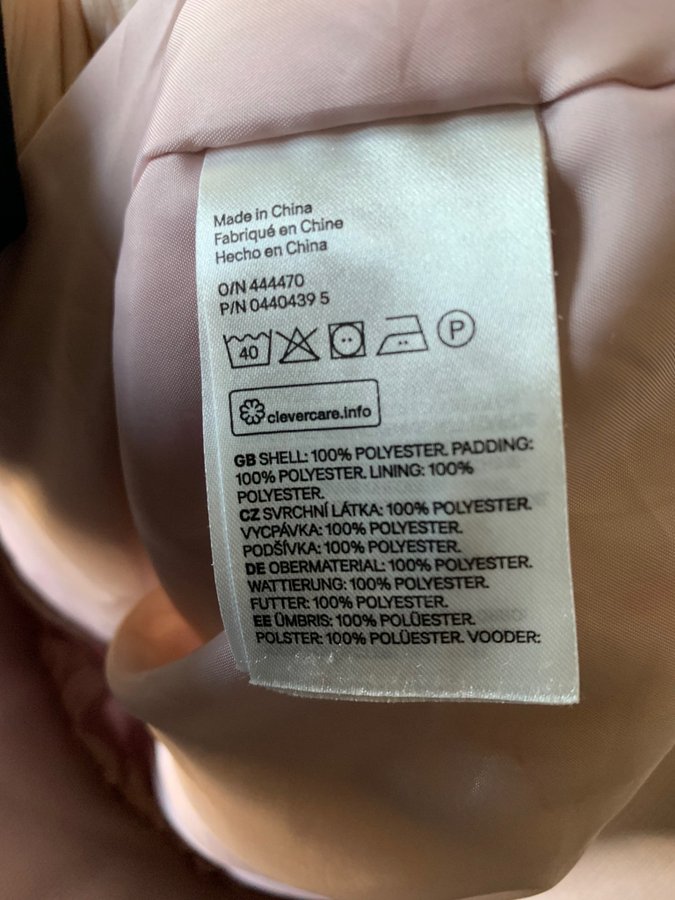 Made in China
Fabriqué en Chine
Hecho en China
O/N 444470
P/N 0440439 5
40 P
clevercare.info
GB SHELL: 100% POLYESTER. PADDING:
100% POLYESTER. LINING: 100%
POLYESTER.
CZ SVRCHNÍ LÁTKA: 100% POLYESTER.
VYCPÁVKA: 100% POLYESTER.
PODŠÍVKA: 100% POLYESTER.
DE OBERMATERIAL: 100% POLYESTER.
WATTIERUNG: 100% POLYESTER.
FUTTER: 100% POLYESTER.
EE ÜMBRIS: 100% POLÜESTER.
POLSTER: 100% POLÜESTER. VOODER: